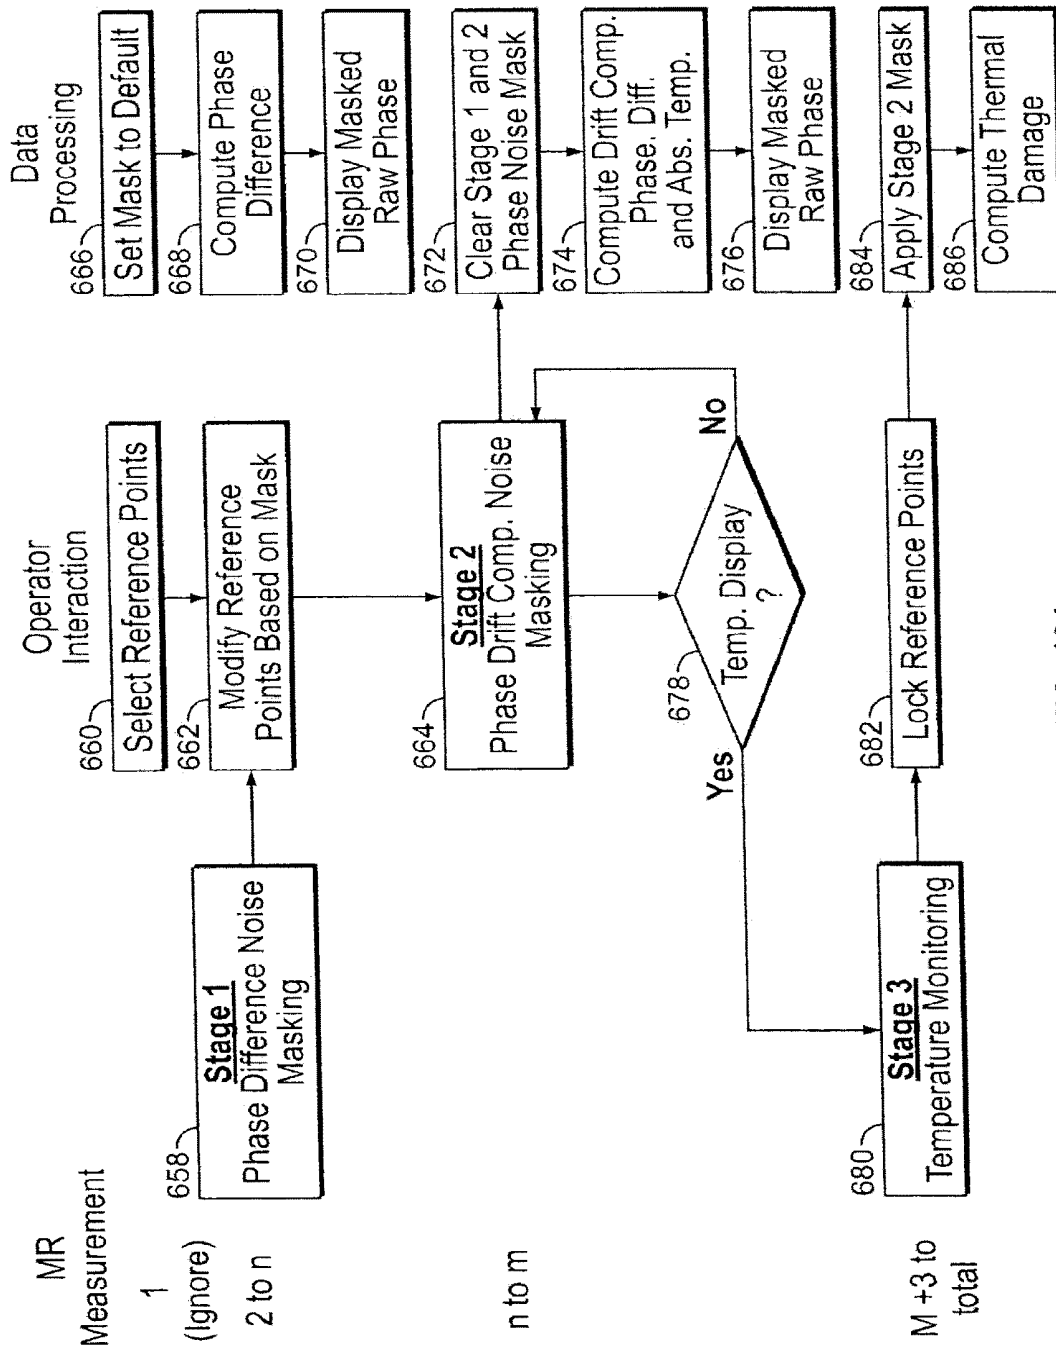 MR
Measurement
Operator
Interaction
Data
Processing
1
(Ignore)
2 to n
658
Stage 1
Phase Difference Noise
Masking
660
Select Reference Points
662
Modify Reference
Points Based on Mask
666
Set Mask to Default
668
Compute Phase
Difference
670
Display Masked
Raw Phase
n to m
664
Stage 2
Phase Drift Comp. Noise
Masking
672
Clear Stage 1 and 2
Phase Noise Mask
674
Compute Drift Comp.
Phase. Diff.
and Abs. Temp.
676
Display Masked
Raw Phase
678
Temp. Display
?
Yes
No
M +3 to
total
680
Stage 3
Temperature Monitoring
682
Lock Reference Points
684
Apply Stage 2 Mask
686
Compute Thermal
Damage